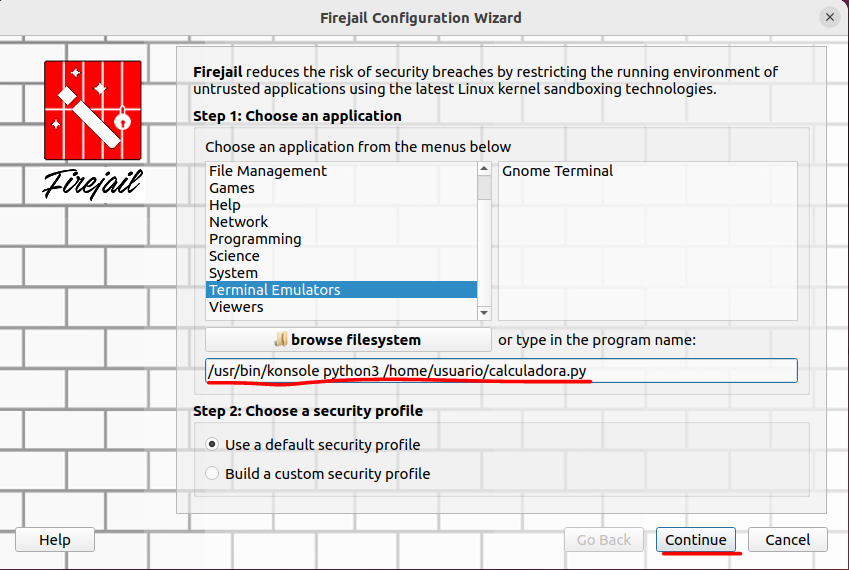 Firejail Configuration Wizard
Firejail
Firejail reduces the risk of security breaches by restricting the running environment of
untrusted applications using the latest Linux kernel sandboxing technologies.
Step 1: Choose an application
Choose an application from the menus below
File Management
Games
Help
Network
Programming
Science
System
Terminal Emulators
Viewers
Gnome Terminal
browse filesystem
or type in the program name:
/usr/bin/konsole python3 /home/usuario/calculadora.py
Step 2: Choose a security profile
Use a default security profile
Build a custom security profile
Help
Go Back
Continue
Cancel